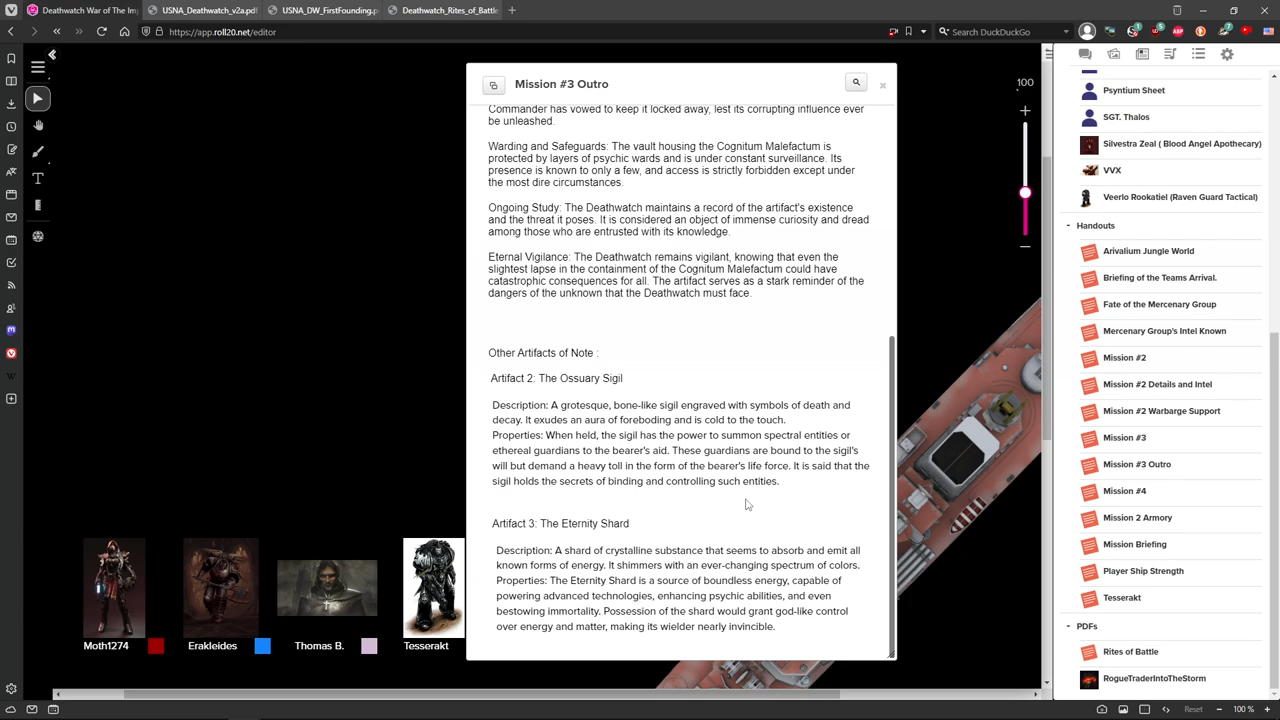 Deathwatch War of The Im
USNA_Deathwatch_v2a.pdf
USNA_DW_FirstFounding.p
Deathwatch_Rites_of_Battle
https://app.roll20.net/editor
Search DuckDuckGo
Mission #3 Outro
Commander has vowed to keep it locked away, lest its corrupting influence ever
be unleashed.
Warding and Safeguards: The vault housing the Cognitum Malefactum is
protected by layers of psychic wards and is under constant surveillance. Its
presence is known to only a few, and access is strictly forbidden except under
the most dire circumstances.
Ongoing Study: The Deathwatch maintains a record of the artifact's existence
and the threat it poses. It is considered an object of immense curiosity and dread
among those who are entrusted with its knowledge.
Eternal Vigilance: The Deathwatch remains vigilant, knowing that even the
slightest lapse in the containment of the Cognitum Malefactum could have
catastrophic consequences for all. The artifact serves as a stark reminder of the
dangers of the unknown that the Deathwatch must face.
Other Artifacts of Note :
Artifact 2: The Ossuary Sigil
Description: A grotesque, bone-like sigil engraved with symbols of death and
decay. It exudes an aura of foreboding and is cold to the touch.
Properties: When held, the sigil has the power to summon spectral entities or
ethereal guardians to the bearer's aid. These guardians are bound to the sigil's
will but demand a heavy toll in the form of the bearer's life force. It is said that the
sigil holds the secrets of binding and controlling such entities.
Artifact 3: The Eternity Shard
Description: A shard of crystalline substance that seems to absorb and emit all
known forms of energy. It shimmers with an ever-changing spectrum of colors.
Properties: The Eternity Shard is a source of boundless energy, capable of
powering advanced technologies, enhancing psychic abilities, and even
bestowing immortality. Possession of the shard would grant god-like control
over energy and matter, making its wielder nearly invincible.
100
Moth1274
Erakleides
Thomas B.
Tesserakt
Psyntium Sheet
SGT. Thalos
Silvestra Zeal ( Blood Angel Apothecary)
VVX
Veerlo Rookatiel (Raven Guard Tactical)
Handouts
Arivalium Jungle World
Briefing of the Teams Arrival.
Fate of the Mercenary Group
Mercenary Group's Intel Known
Mission #2
Mission #2 Details and Intel
Mission #2 Warbarge Support
Mission #3
Mission #3 Outro
Mission #4
Mission 2 Armory
Mission Briefing
Player Ship Strength
Tesserakt
PDFs
Rites of Battle
RogueTraderIntoTheStorm
100 %